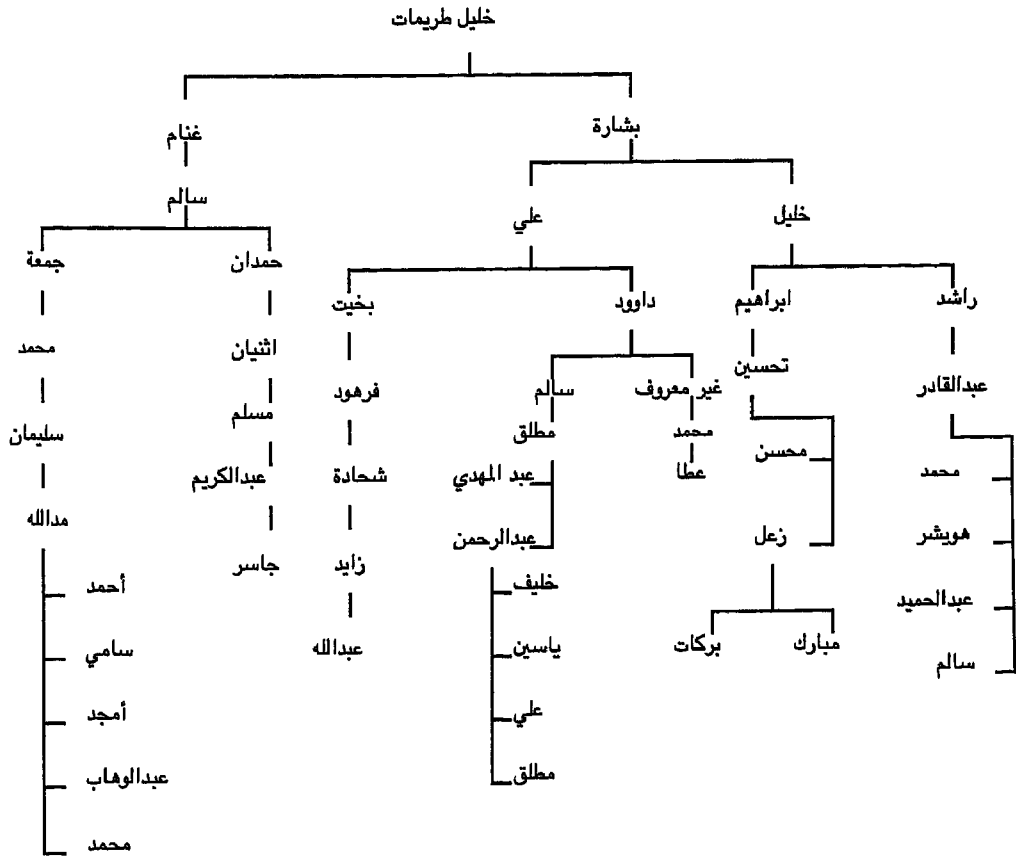 خليل طريمات
بشارة
غنام
خليل
علي
سالم
راشد
ابراهيم
داوود
بخيت
حمدان
جمعة
عبدالقادر
تحسين
غير معروف
سالم
فرهود
اثنيان
محمد
محمد
مطلق
مسلم
سليمان
محمد
محسن
عطا
عبد المهدي
شحادة
عبدالكريم
مدالله
هويشر
زعل
عبدالرحمن
زايد
جاسر
عبدالحميد
خليف
أحمد
سالم
مبارك
بركات
ياسين
عبدالله
سامي
علي
أمجد
مطلق
عبدالوهاب
محمد